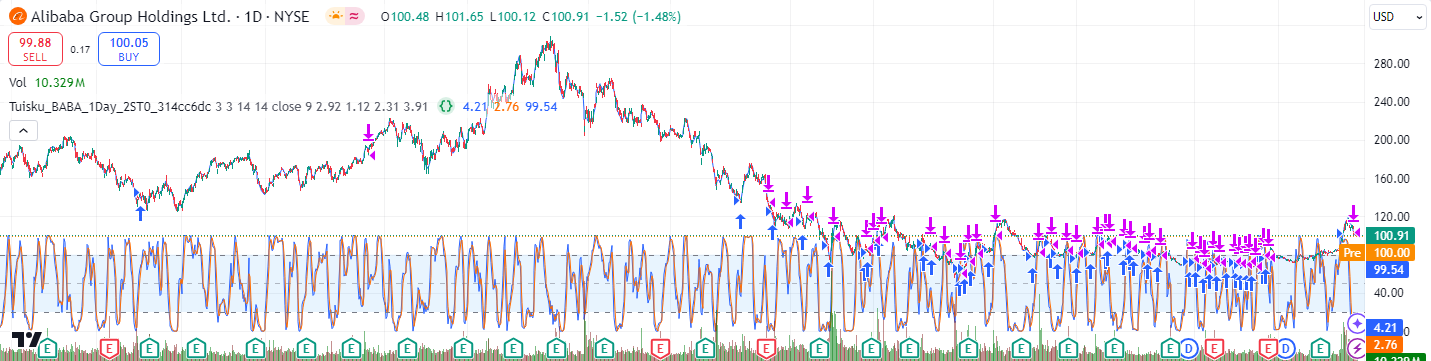 Alibaba Group Holdings Ltd. · 1D · NYSE O100.48 H101.65 L100.12 C100.91 −1.52 (−1.48%) USD
99.88 SELL 0.17 100.05 BUY
Vol 10.329M
Tuisku_BABA_1Day_2ST0_314cc6dc 3 3 14 14 close 9 2.92 1.12 2.31 3.91 4.21 2.76 99.54
280.00
240.00
200.00
160.00
120.00
100.91
Pre 100.00
99.54
40.00
4.21
2.76
E E E E E E E E E E E E E E E E E E E E E E E D E E D E